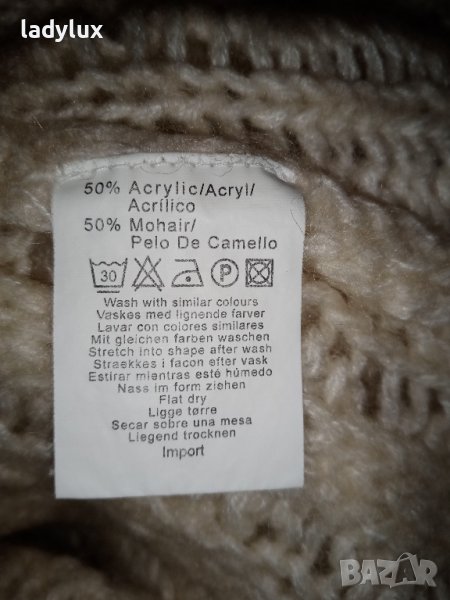 ladylux
50% Acrylic/Acryl/
Acrílico
50% Mohair/
Pelo De Camello
30
P
Wash with similar colours
Vaskes med lignende farver
Lavar con colores similares
Mit gleichen farben waschen
Stretch into shape after wash
Straekkes i facon efter vask
Estirar mientras esté húmedo
Nass im form ziehen
Flat dry
Ligge tørre
Secar sobre una mesa
Liegend trocknen
Import
BAZAR